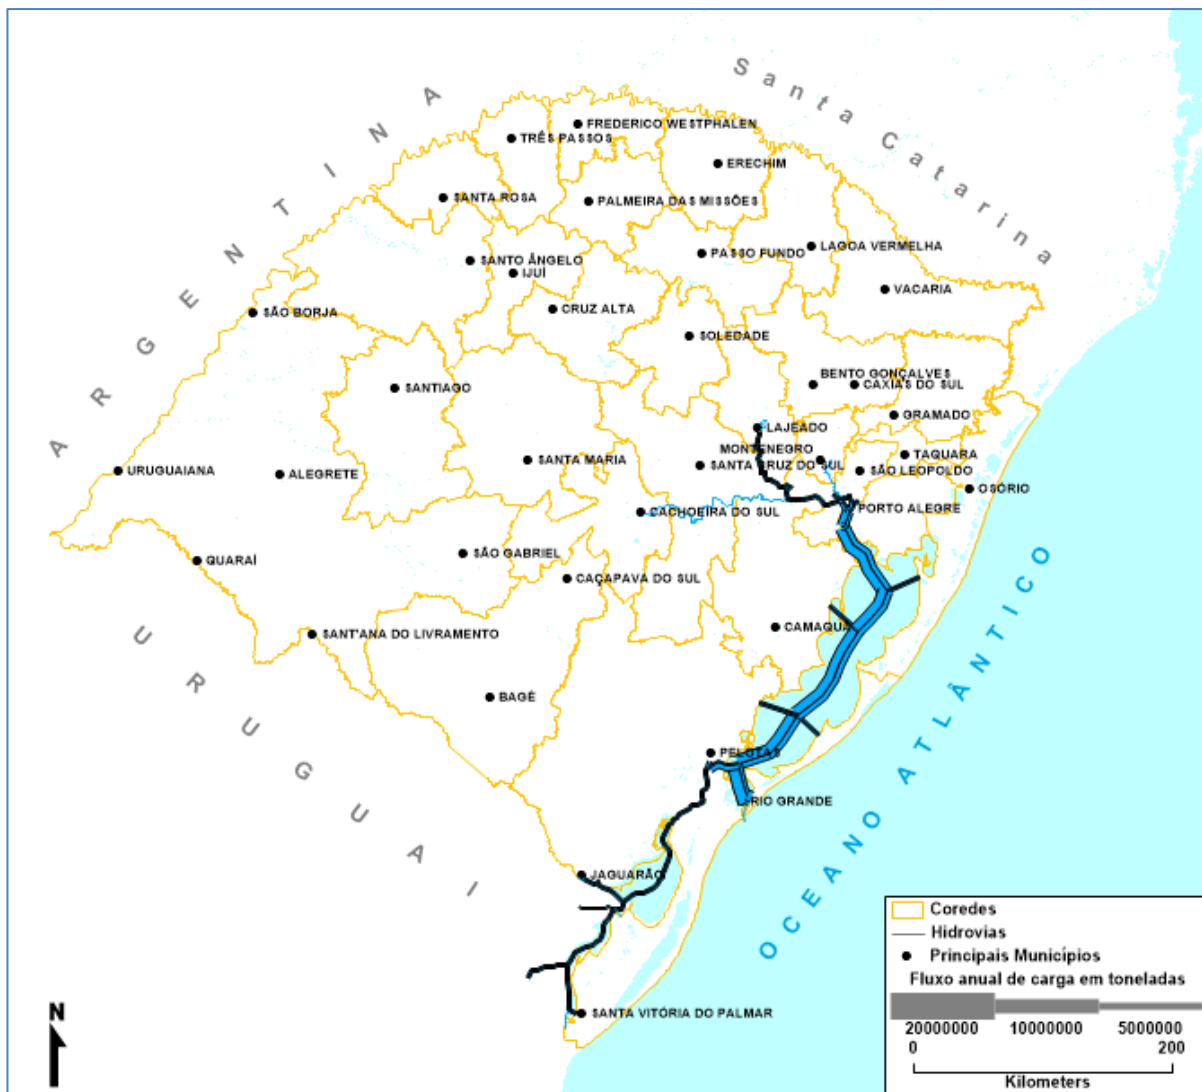 Santa Catarina
ARGENTINA
FREDERICO WESTPHALEN
TRÊS PASSOS
ERECHIM
SANTA ROSA
PALMEIRA DAS MISSÕES
LAGOA VERMELHA
PASSO FUNDO
SANTO ÂNGELO
IJUÍ
VACARIA
SÃO BORJA
CRUZ ALTA
SOLEDADE
BENTO GONÇALVES
SANTIAGO
CAXIAS DO SUL
GRAMADO
LAJEADO
MONTENEGRO
TAQUARA
SANTA MARIA
SANTA CRUZ DO SUL
SÃO LEOPOLDO
URUGUAIANA
ALEGRETE
OSÓRIO
CACHOEIRA DO SUL
PORTO ALEGRE
SÃO GABRIEL
QUARAÍ
CAÇAPAVA DO SUL
SANT'ANA DO LIVRAMENTO
CAMAQUÃ
URUGUAI
OCEANO ATLÂNTICO
BAGÉ
PELOTAS
RIO GRANDE
JAGUARÃO
SANTA VITÓRIA DO PALMAR
N
Coredes
Hidrovias
Principais Municípios
Fluxo anual de carga em toneladas
20000000 10000000 5000000
0 200
Kilometers